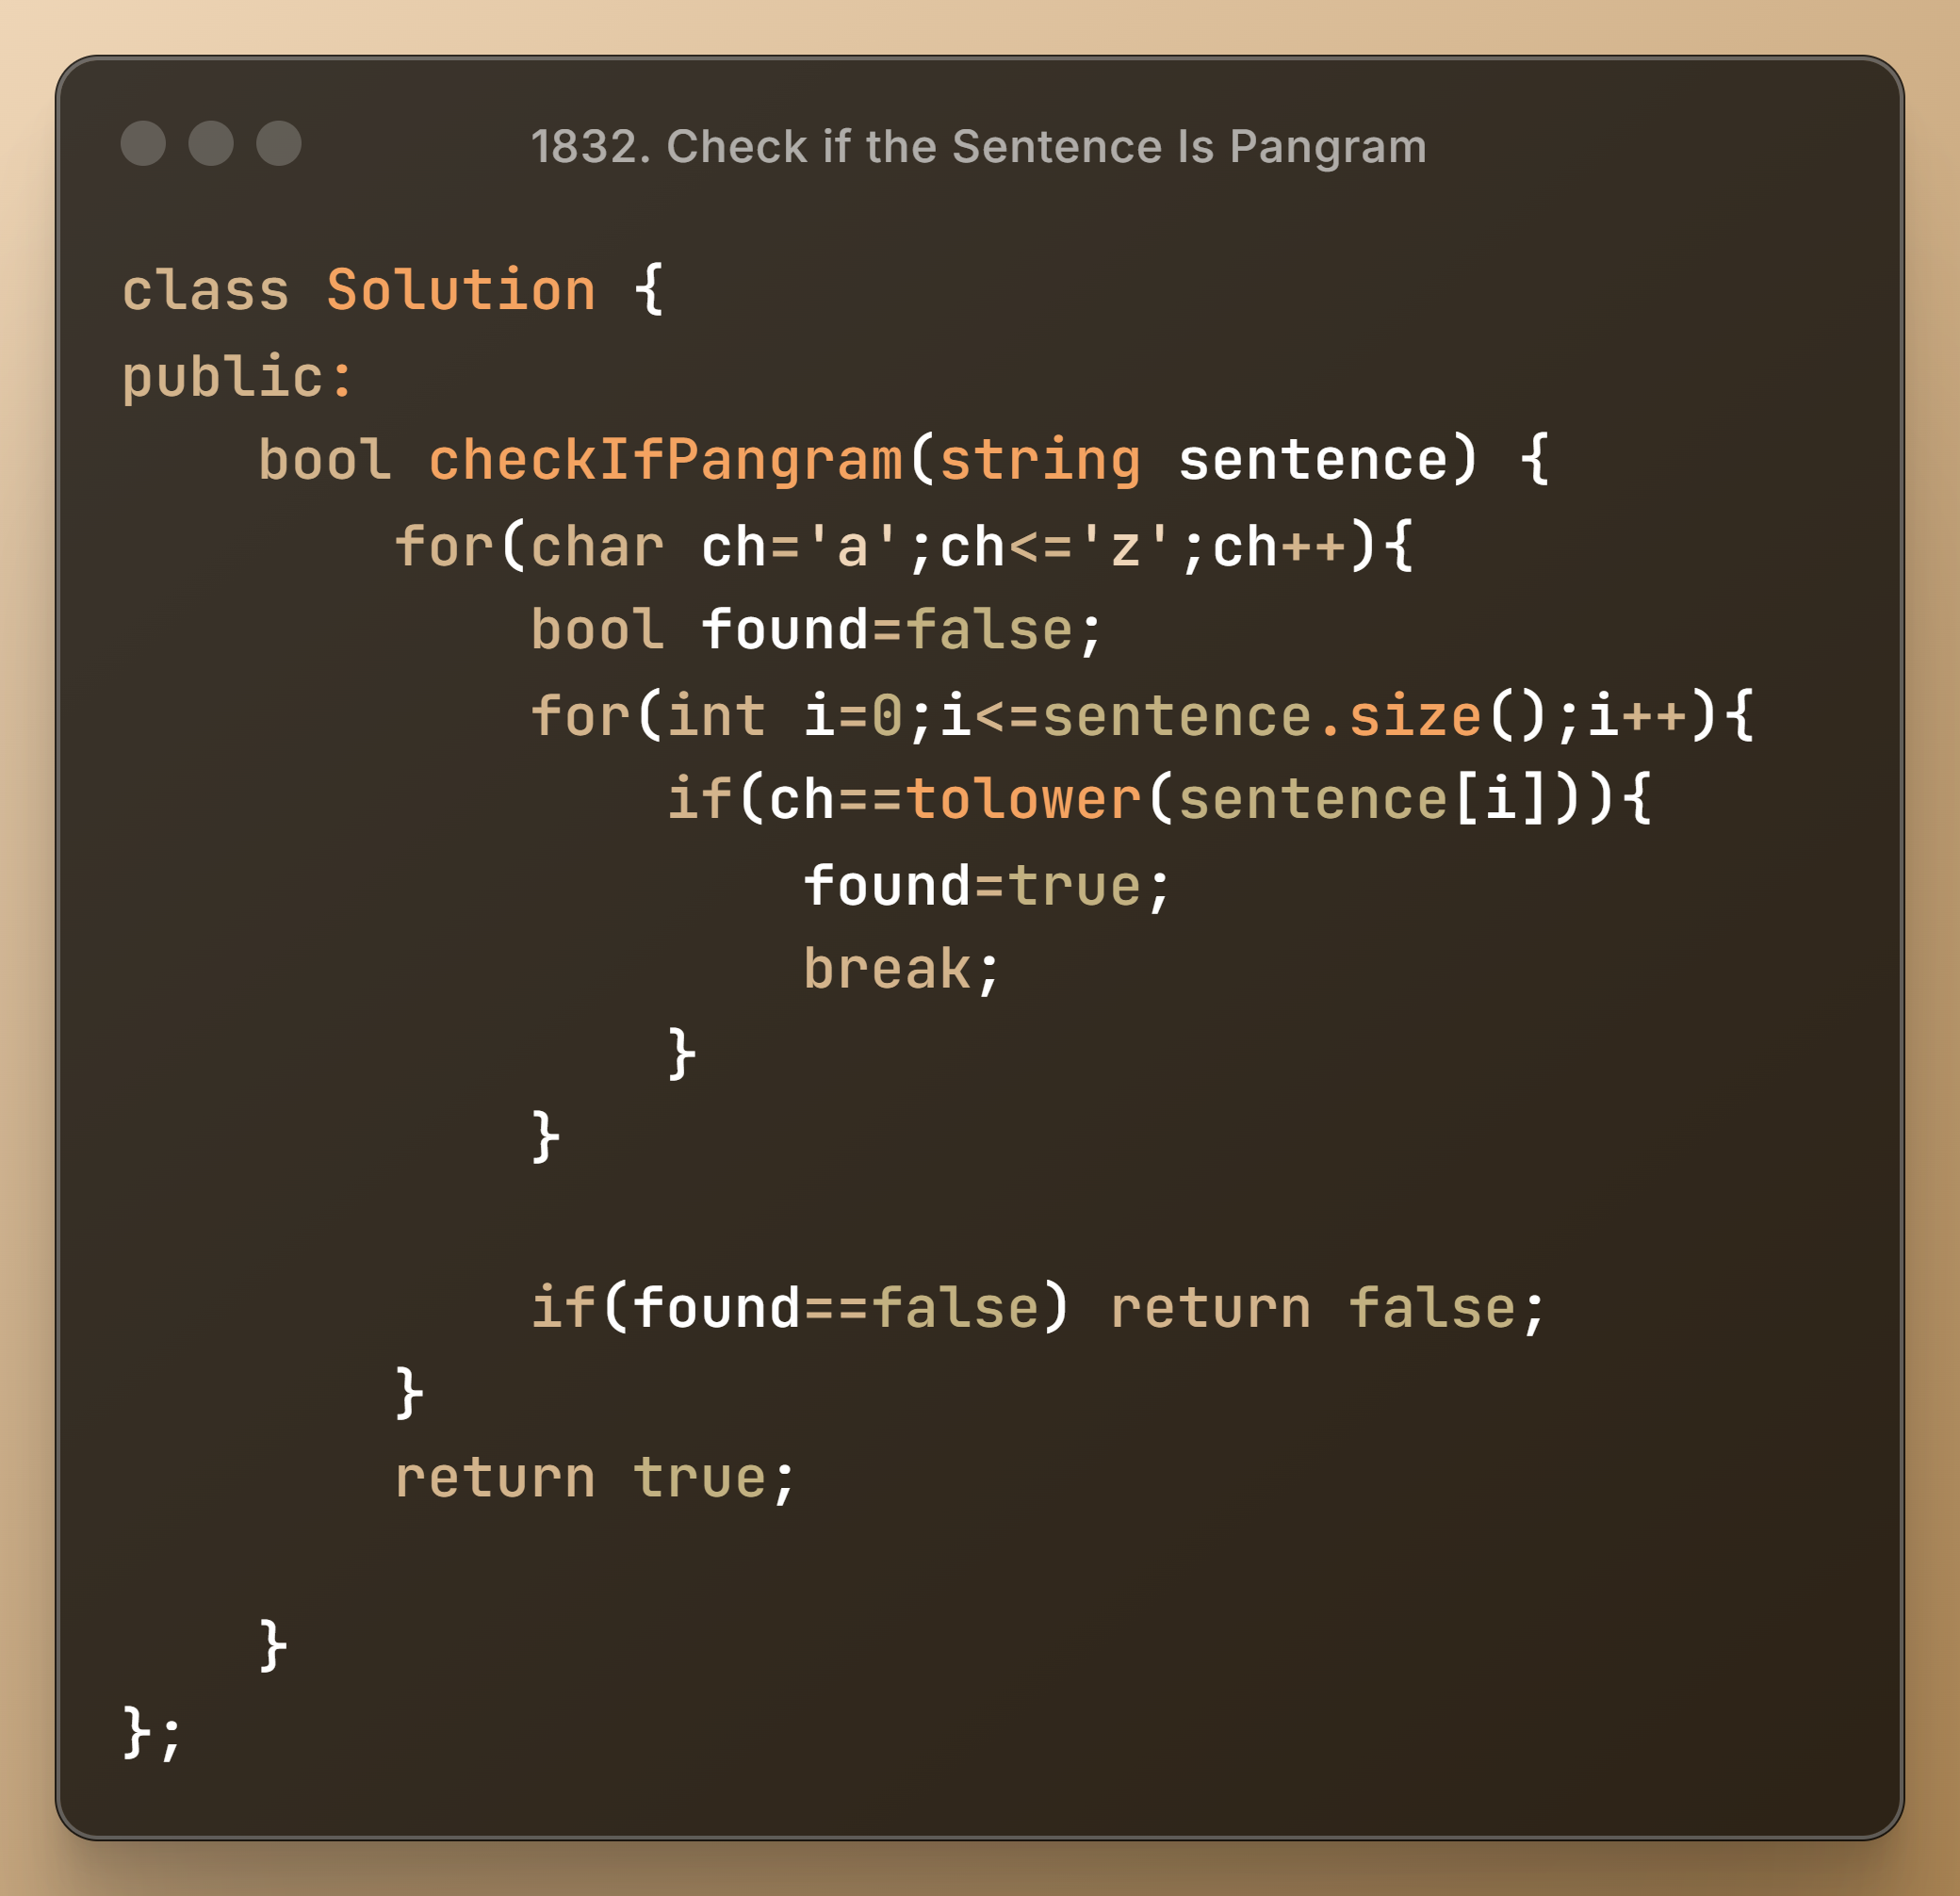 1832. Check if the Sentence Is Pangram
class Solution {
public:
    bool checkIfPangram(string sentence) {
        for(char ch='a';ch<='z';ch++){
            bool found=false;
            for(int i=0;i<=sentence.size();i++){
                if(ch==tolower(sentence[i])){
                    found=true;
                    break;
                }
            }

            if(found==false) return false;
        }
        return true;

    }
};